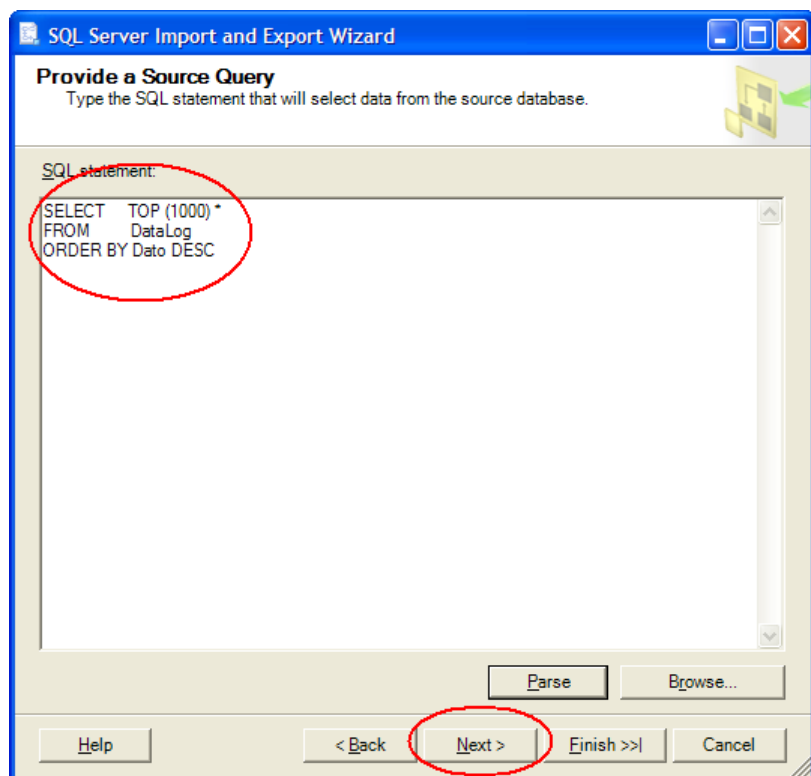 SQL Server Import and Export Wizard
Provide a Source Query
Type the SQL statement that will select data from the source database.
SQL statement:
SELECT TOP (1000) *
FROM DataLog
ORDER BY Dato DESC
Parse
Browse...
Help
< Back
Next >
Finish >>|
Cancel